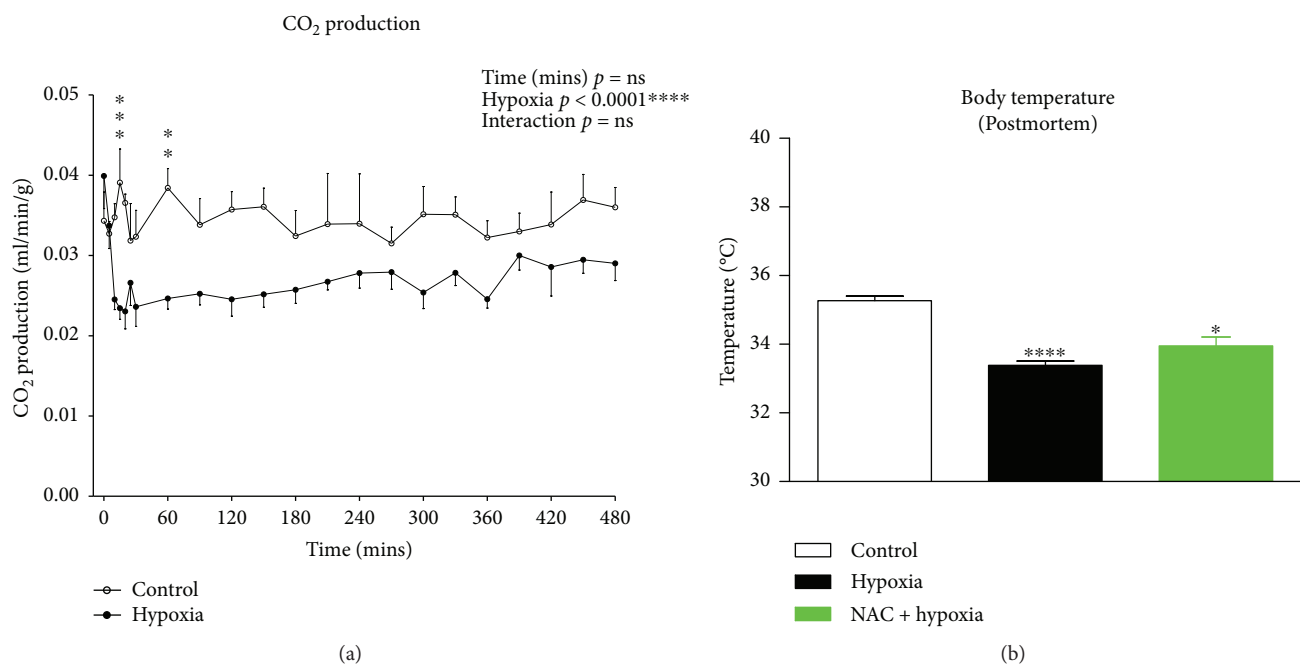 CO₂ production
Time (mins) p = ns
Hypoxia p < 0.0001****
Interaction p = ns
***
**
0.05
0.04
0.03
0.02
0.01
0.00
CO₂ production (ml/min/g)
0 60 120 180 240 300 360 420 480
Time (mins)
Control
Hypoxia
(a)
Body temperature
(Postmortem)
40
38
36
34
32
30
Temperature (°C)
****
*
Control
Hypoxia
NAC + hypoxia
(b)